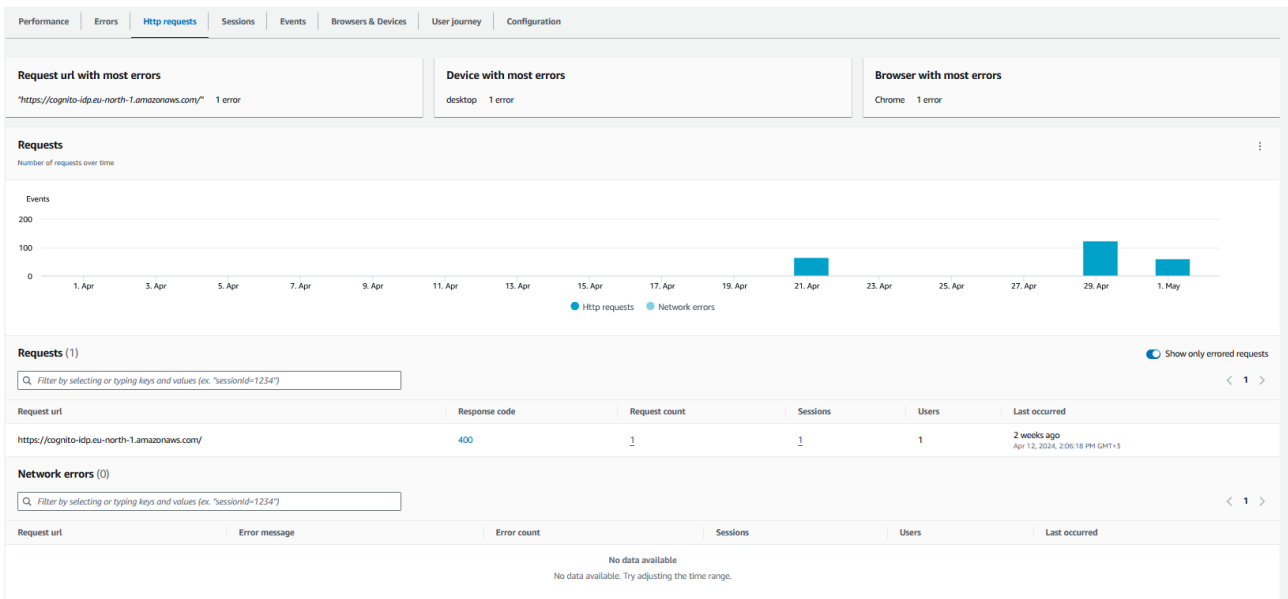 Performance Errors Http requests Sessions Events Browsers & Devices User journey Configuration
Request url with most errors
"https://cognito-idp.eu-north-1.amazonaws.com/" 1 error
Device with most errors
desktop 1 error
Browser with most errors
Chrome 1 error
Requests
Number of requests over time
Events
200
100
0
1. Apr 3. Apr 5. Apr 7. Apr 9. Apr 11. Apr 13. Apr 15. Apr 17. Apr 19. Apr 21. Apr 23. Apr 25. Apr 27. Apr 29. Apr 1. May
Http requests Network errors
Requests (1)
Show only errored requests
Filter by selecting or typing keys and values (ex. "sessionId=1234")
< 1 >
Request url Response code Request count Sessions Users Last occurred
https://cognito-idp.eu-north-1.amazonaws.com/ 400 1 1 1 2 weeks ago
Apr 12, 2024, 2:06:18 PM GMT+3
Network errors (0)
Filter by selecting or typing keys and values (ex. "sessionId=1234")
< 1 >
Request url Error message Error count Sessions Users Last occurred
No data available
No data available. Try adjusting the time range.